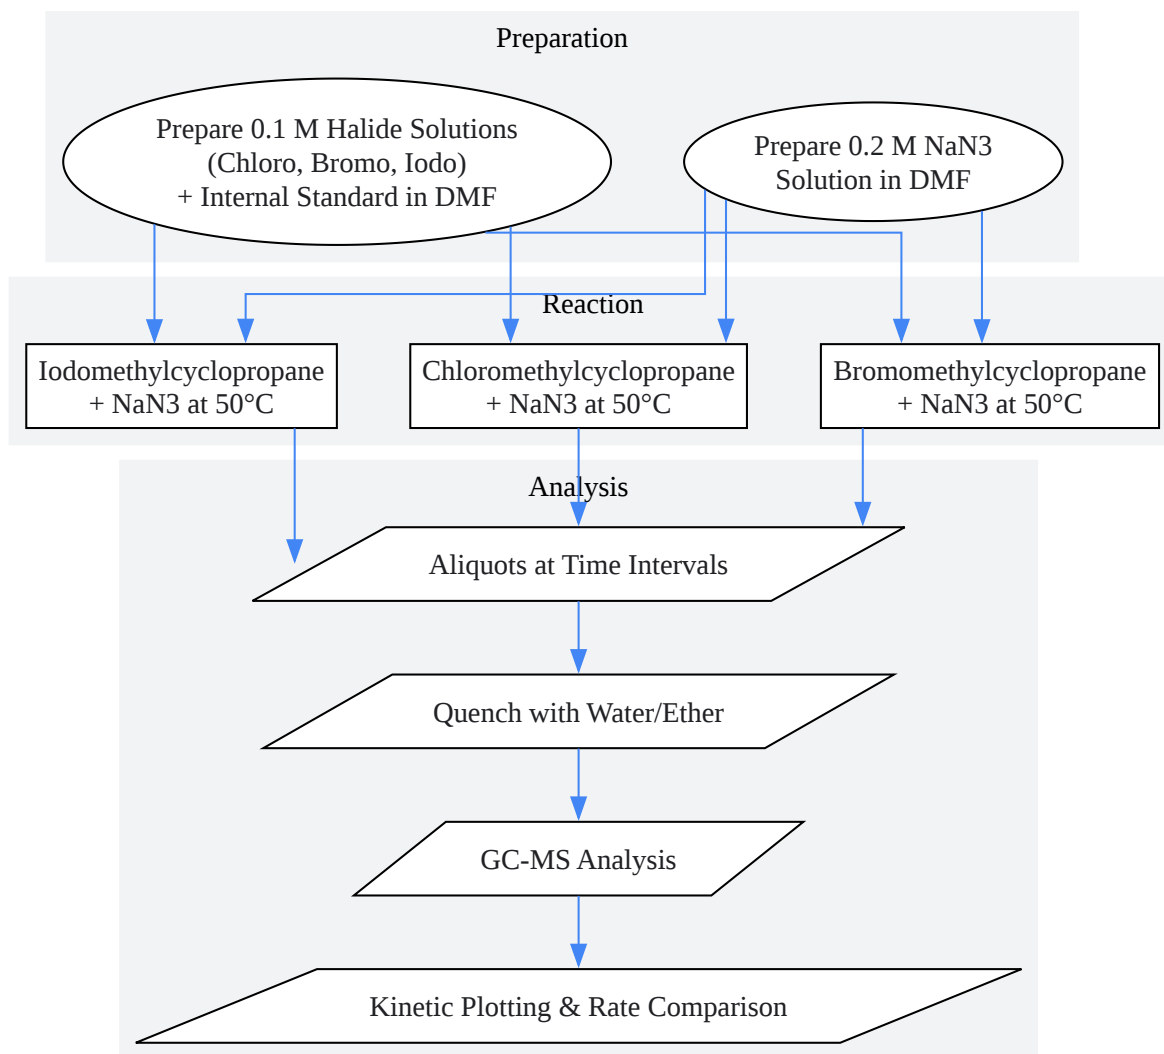 Preparation
Prepare 0.1 M Halide Solutions
(Chloro, Bromo, Iodo)
+ Internal Standard in DMF
Prepare 0.2 M NaN3
Solution in DMF
Reaction
Iodomethylcyclopropane
+ NaN3 at 50°C
Chloromethylcyclopropane
+ NaN3 at 50°C
Bromomethylcyclopropane
+ NaN3 at 50°C
Analysis
Aliquots at Time Intervals
Quench with Water/Ether
GC-MS Analysis
Kinetic Plotting & Rate Comparison